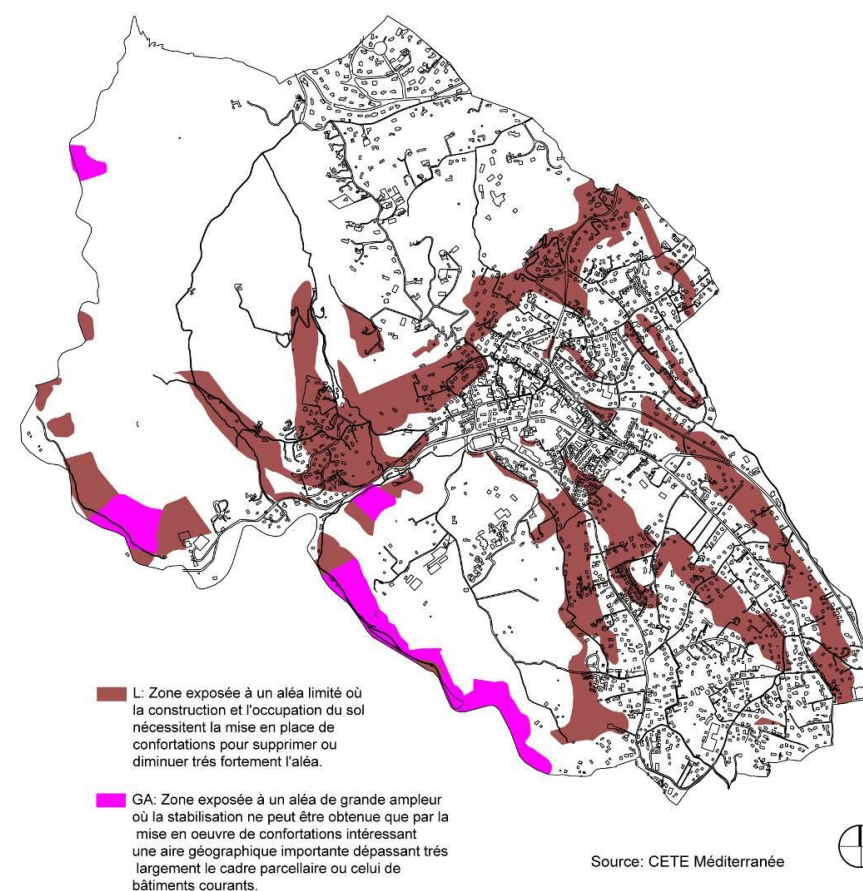 L: Zone exposée à un aléa limité où
la construction et l'occupation du sol
nécessitent la mise en place de
confortations pour supprimer ou
diminuer trés fortement l'aléa.
GA: Zone exposée à un aléa de grande ampleur
où la stabilisation ne peut être obtenue que par la
mise en oeuvre de confortations intéressant
une aire géographique importante dépassant trés
largement le cadre parcellaire ou celui de
bâtiments courants.
Source: CETE Méditerranée